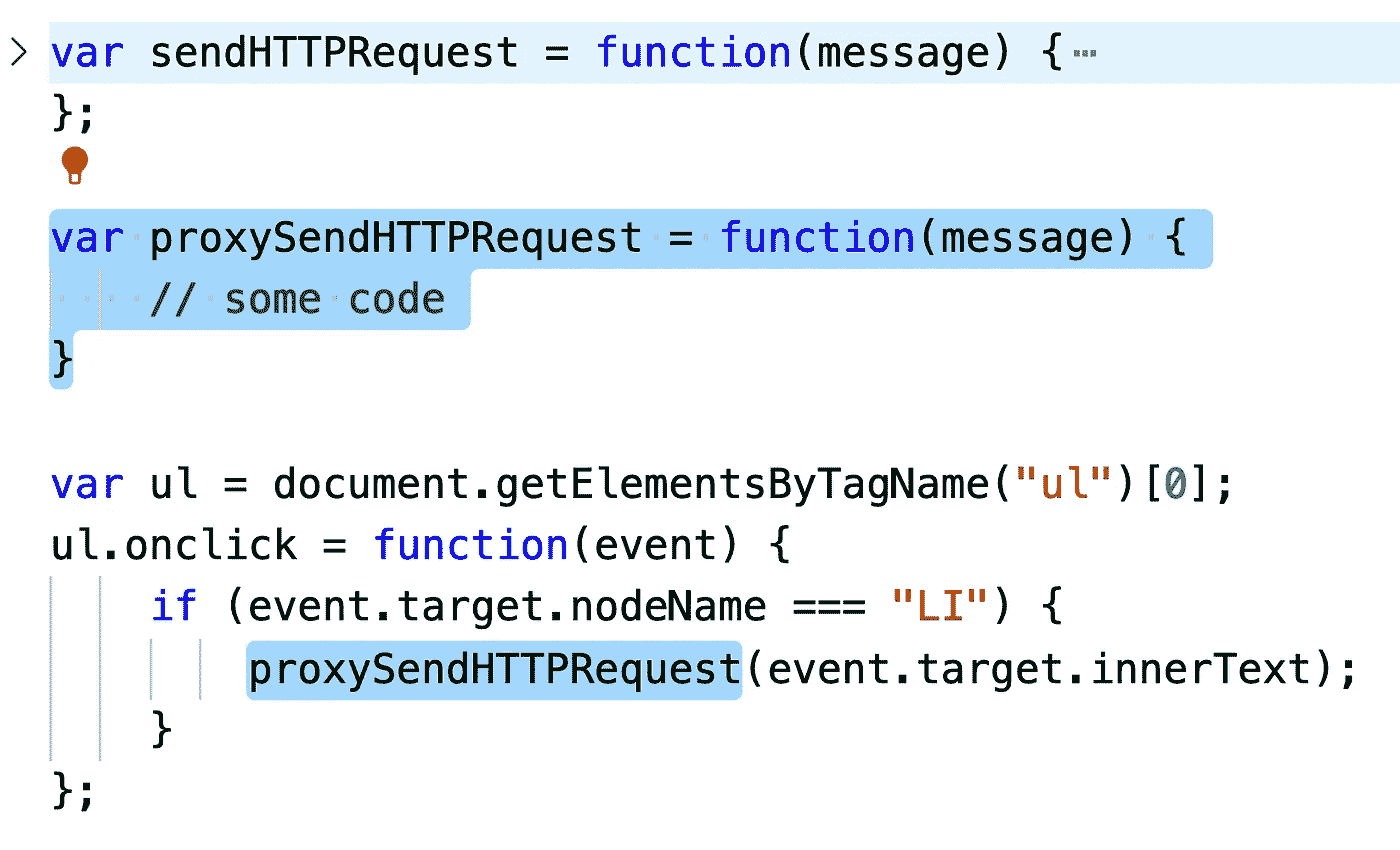 var sendHTTPRequest = function(message) {…
};
var proxySendHTTPRequest = function(message) {
    // some code
}
var ul = document.getElementsByTagName("ul")[0];
ul.onclick = function(event) {
    if (event.target.nodeName === "LI") {
        proxySendHTTPRequest(event.target.innerText);
    }
};